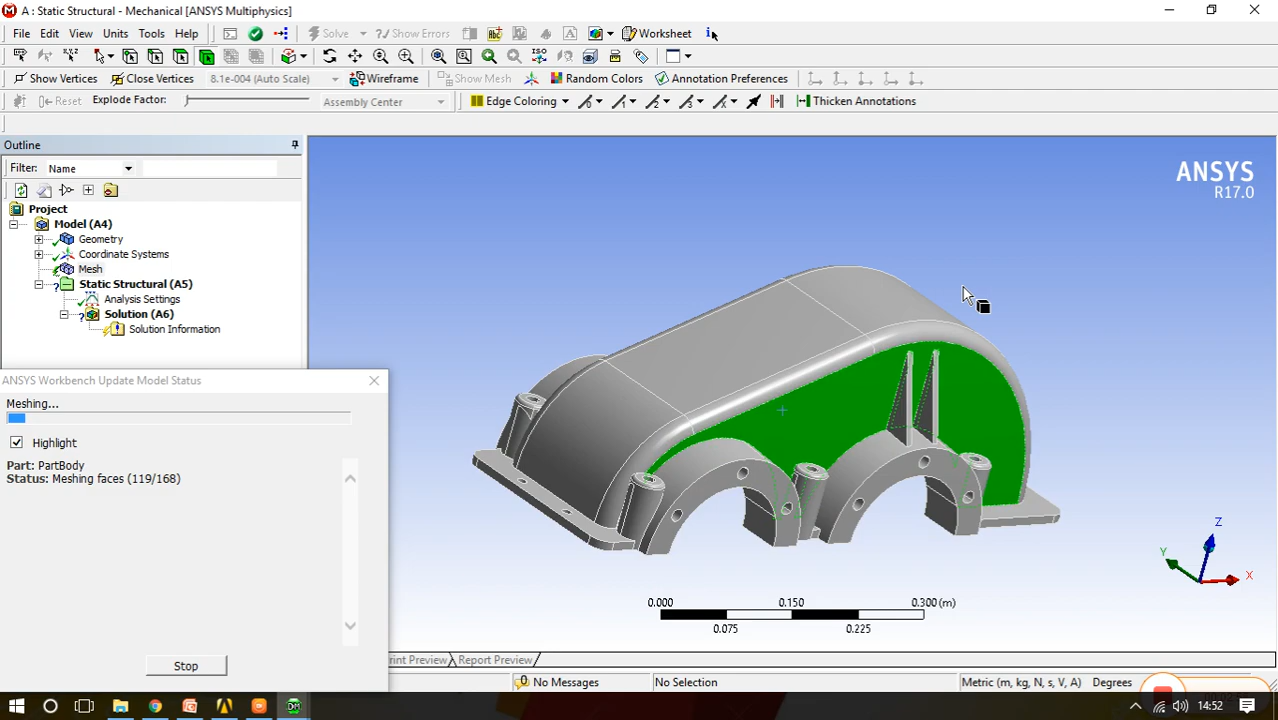 A : Static Structural - Mechanical [ANSYS Multiphysics]
File Edit View Units Tools Help Solve Show Errors Worksheet
Show Vertices Close Vertices 8.1e-004 (Auto Scale) Wireframe Show Mesh Random Colors Annotation Preferences
Reset Explode Factor: Assembly Center Edge Coloring Thicken Annotations
Outline
Filter: Name
Project
Model (A4)
Geometry
Coordinate Systems
Mesh
Static Structural (A5)
Analysis Settings
Solution (A6)
Solution Information
ANSYS
R17.0
ANSYS Workbench Update Model Status
Meshing...
Highlight
Part: PartBody
Status: Meshing faces (119/168)
Stop
Z
Y
X
0.000 0.150 0.300 (m)
0.075 0.225
Print Preview Report Preview
No Messages No Selection Metric (m, kg, N, s, V, A) Degrees
14:52